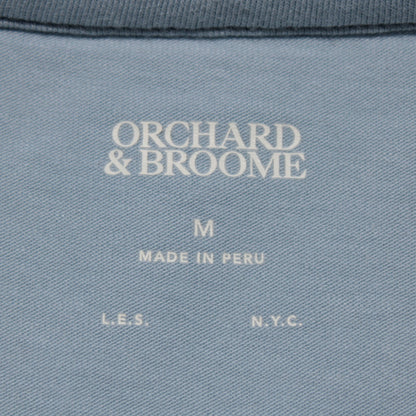 ORCHARD
& BROOME
M
MADE IN PERU
L.E.S. N.Y.C.